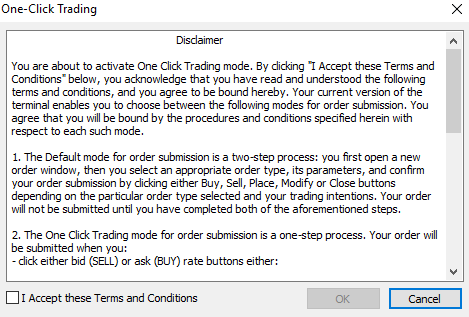 One-Click Trading
Disclaimer
You are about to activate One Click Trading mode. By clicking "I Accept these Terms and
Conditions" below, you acknowledge that you have read and understood the following
terms and conditions, and you agree to be bound hereby. Your current version of the
terminal enables you to choose between the following modes for order submission. You
agree that you will be bound by the procedures and conditions specified herein with
respect to each such mode.
1. The Default mode for order submission is a two-step process: you first open a new
order window, then you select an appropriate order type, its parameters, and confirm
your order submission by clicking either Buy, Sell, Place, Modify or Close buttons
depending on the particular order type selected and your trading intentions. Your order
will not be submitted until you have completed both of the aforementioned steps.
2. The One Click Trading mode for order submission is a one-step process. Your order will
be submitted when you:
- click either bid (SELL) or ask (BUY) rate buttons either:
I Accept these Terms and Conditions
OK
Cancel